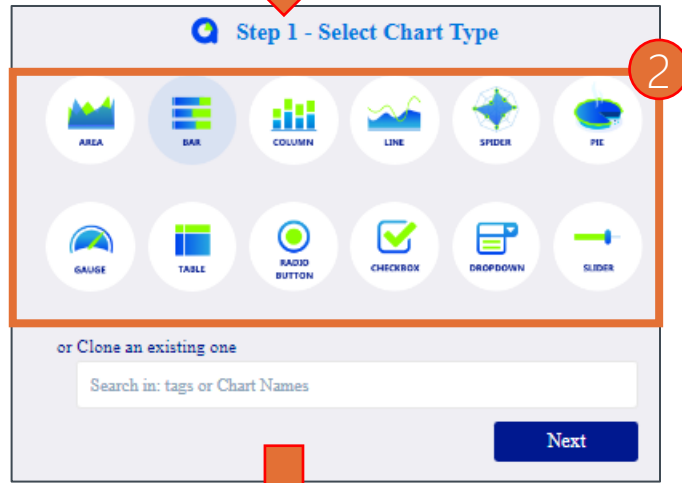 Step 1 - Select Chart Type
2
AREA
BAR
COLUMN
LINE
SPIDER
PIE
GAUGE
TABLE
RADIO
BUTTON
CHECKBOX
DROPDOWN
SLIDER
or Clone an existing one
Search in: tags or Chart Names
Next